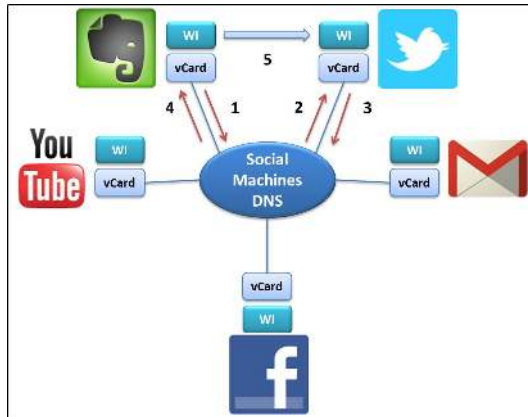 WI
WI
5
vCard
vCard
4
1
2
3
You
Tube
WI
vCard
Social
Machines
DNS
WI
vCard
vCard
WI
f